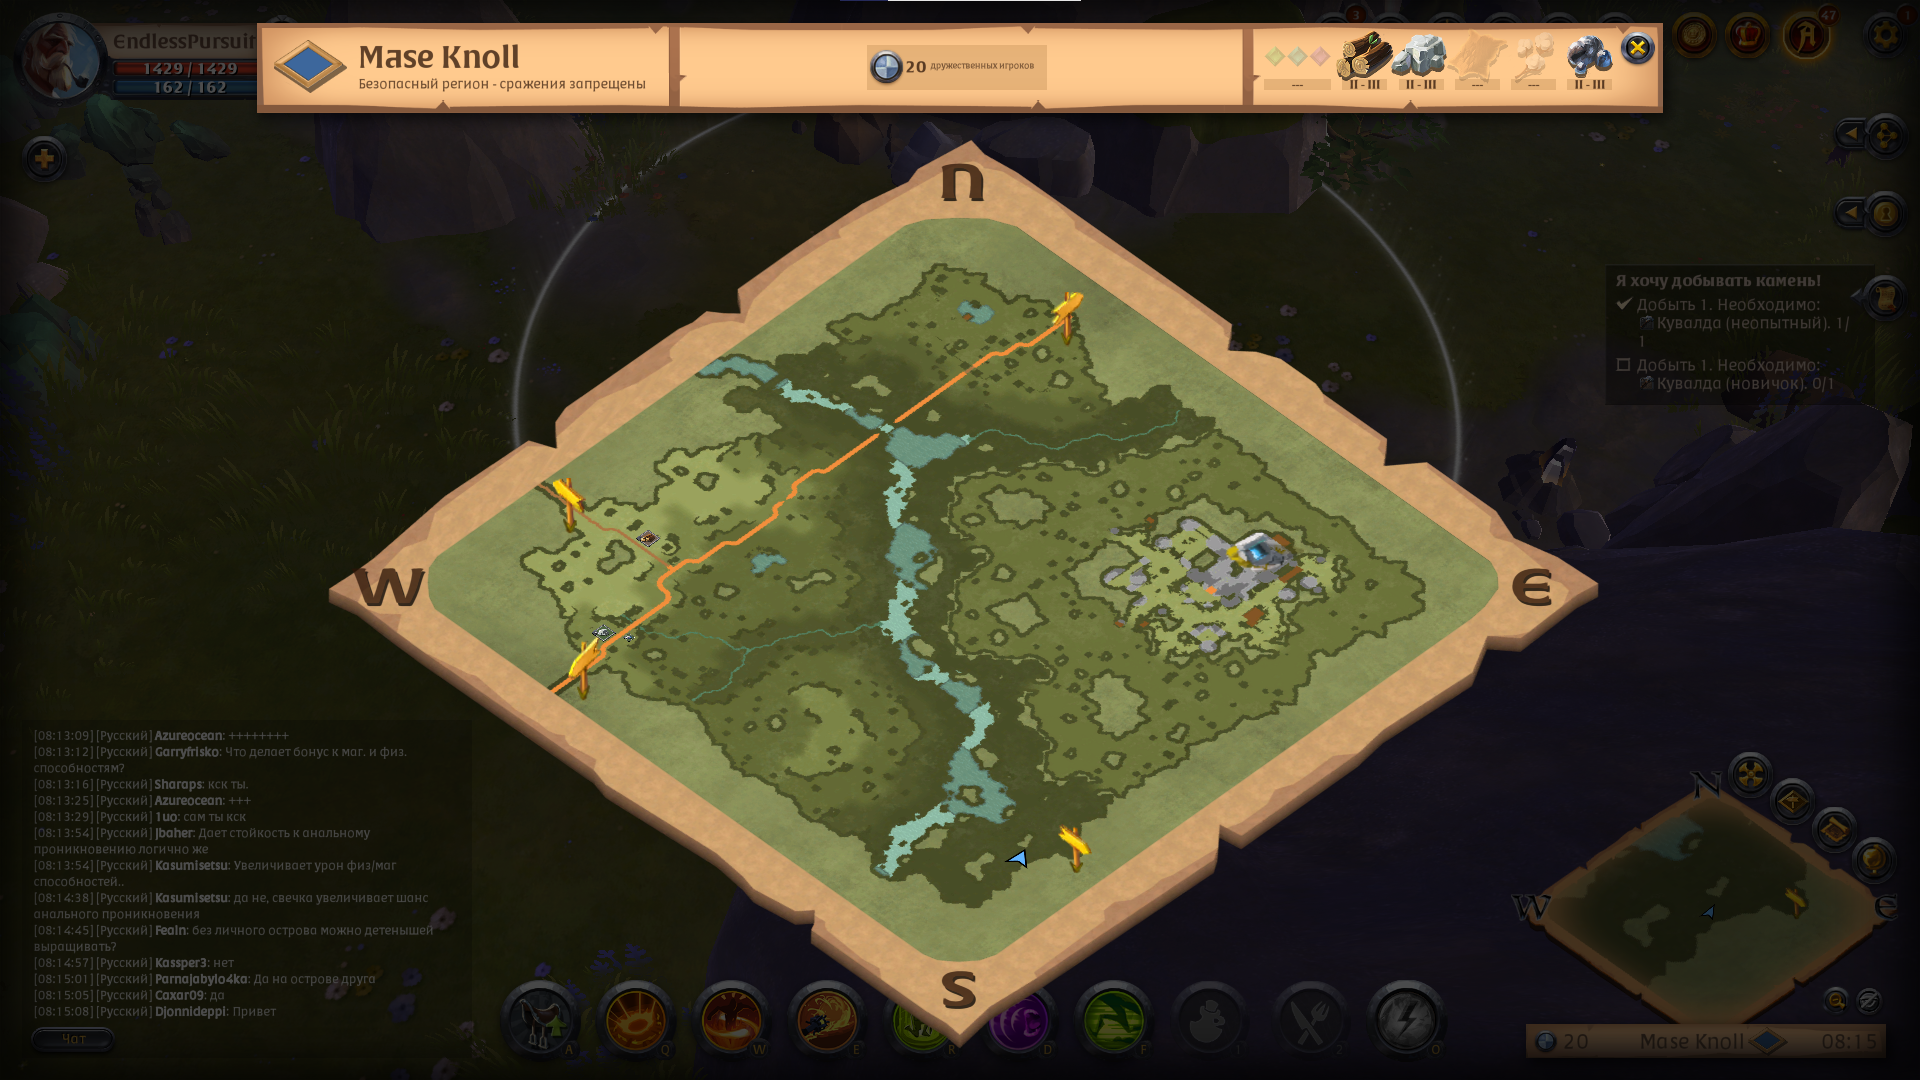 EndlessPursuit
1429 / 1429
162 / 162
Mase Knoll
Безопасный регион - сражения запрещены
20 дружественных игроков
---
II - III
II - III
---
---
II - III
3
47
1
N
W
E
S
Я хочу добывать камень!
Добыть 1. Необходимо:
Кувалда (неопытный). 1/
1
Добыть 1. Необходимо:
Кувалда (новичок). 0/1
[08:13:09] [Русский] Azureocean: ++++++++
[08:13:12] [Русский] Garryfrisko: Что делает бонус к маг. и физ.
способностям?
[08:13:16] [Русский] Sharaps: кск ты.
[08:13:25] [Русский] Azureocean: +++
[08:13:29] [Русский] 1uo: сам ты кск
[08:13:54] [Русский] Jbaher: Дает стойкость к анальному
проникновению логично же
[08:13:54] [Русский] Kasumisetsu: Увеличивает урон физ/маг
способностей..
[08:14:38] [Русский] Kasumisetsu: да не, свечка увеличивает шанс
анального проникновения
[08:14:45] [Русский] Feain: без личного острова можно детенышей
выращивать?
[08:14:57] [Русский] Kassper3: нет
[08:15:01] [Русский] Parnajabylo4ka: Да на острове друга
[08:15:05] [Русский] Caxar09: да
[08:15:08] [Русский] Djonnideppi: Привет
Чат
A
Q
W
E
R
D
F
1
2
O
N
W
E
20
Mase Knoll
08:15